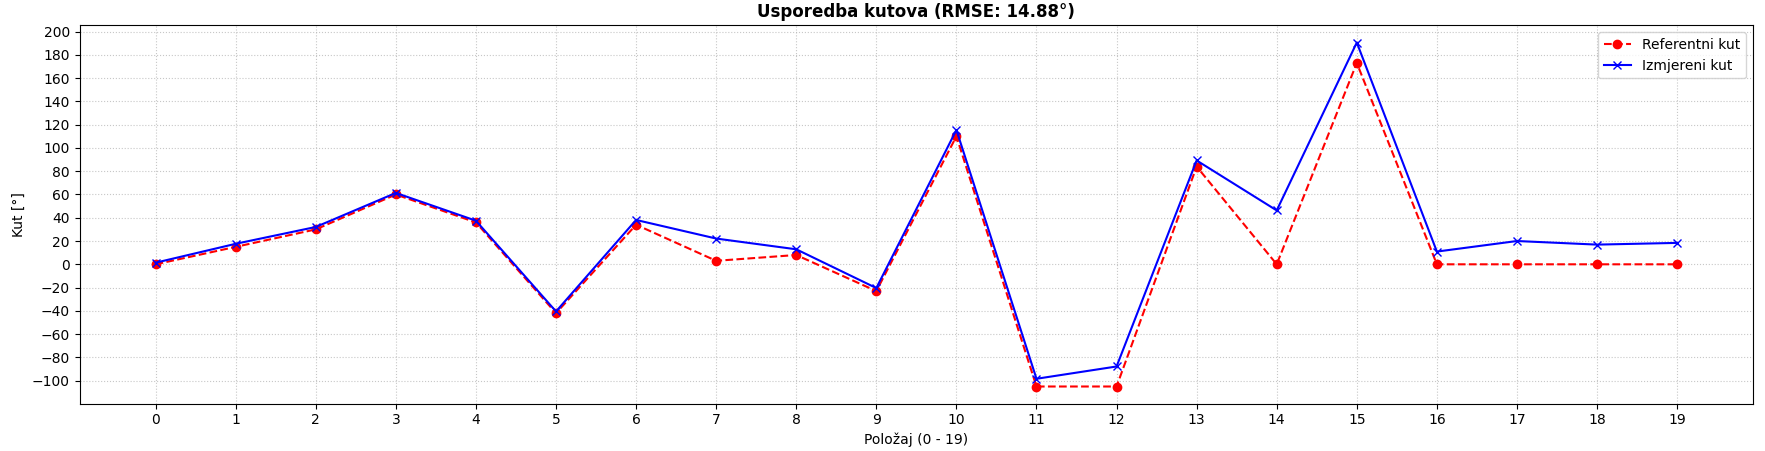 Usporedba kutova (RMSE: 14.88°)
Referentni kut
Izmjereni kut
Kut [°]
200
180
160
140
120
100
80
60
40
20
0
−20
−40
−60
−80
−100
0 1 2 3 4 5 6 7 8 9 10 11 12 13 14 15 16 17 18 19
Položaj (0 - 19)